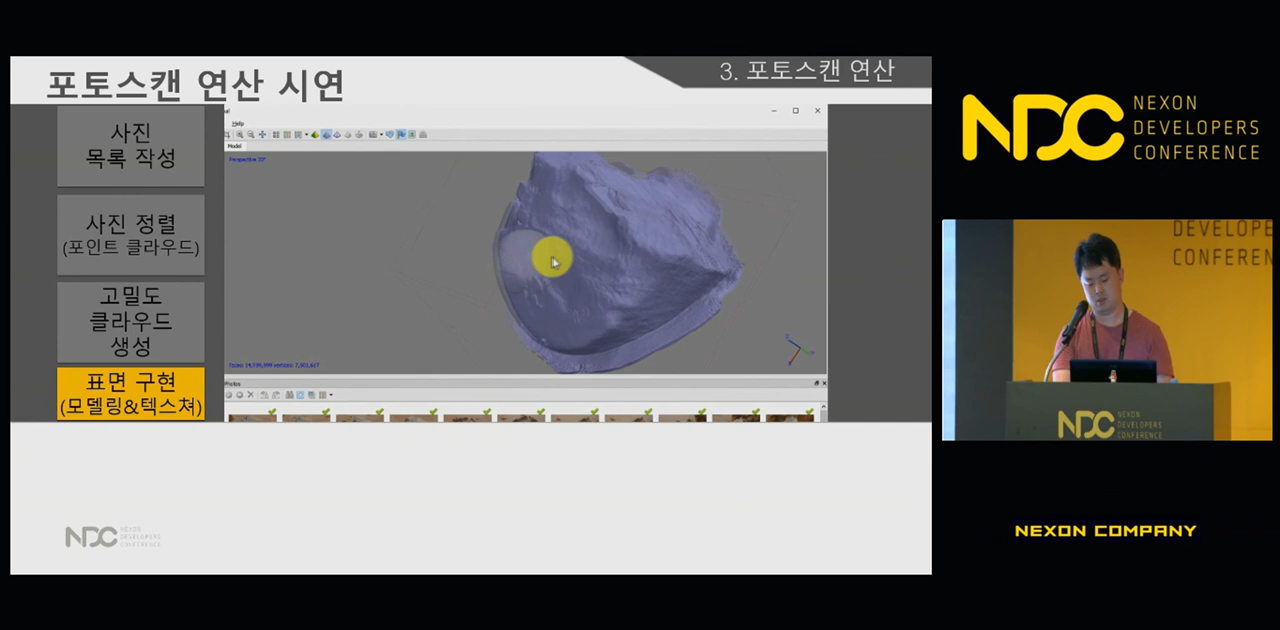 포토스캔 연산 시연
3. 포토스캔 연산
사진
목록 작성
사진 정렬
(포인트 클라우드)
고밀도
클라우드
생성
표면 구현
(모델링&텍스쳐)
Help
Model
Perspective 30°
Photos
NDC
NEXON
DEVELOPERS
CONFERENCE
NDC
NEXON
DEVELOPERS
CONFERENCE
DEVELOPE
CONFEREN
NDC
NEXON
DEVELOPERS
CONFERENCE
NEXON COMPANY